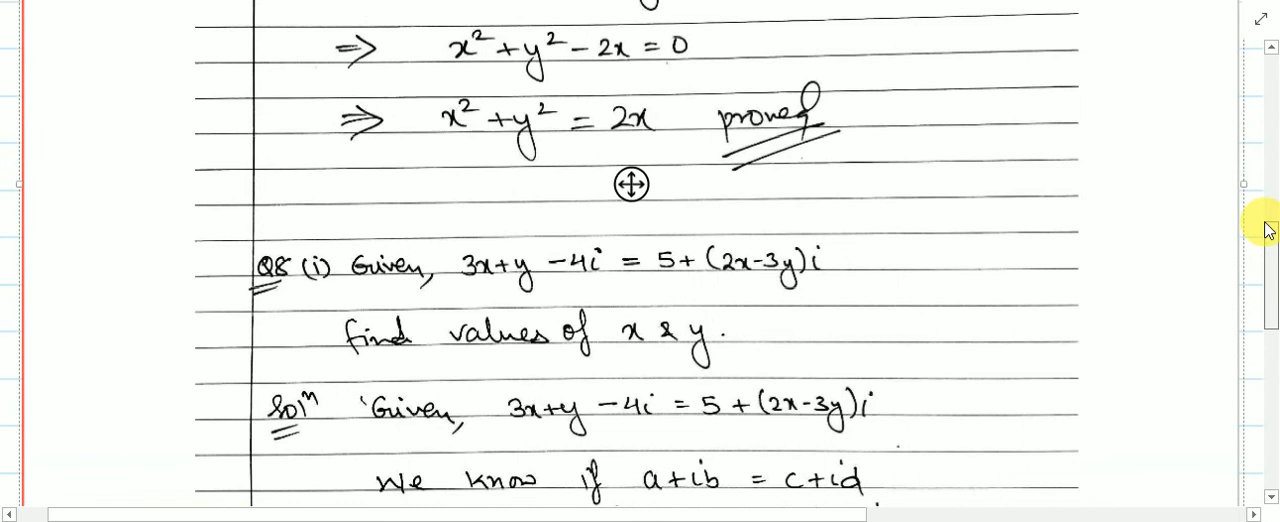 ⇒ x² + y² - 2x = 0
⇒ x² + y² = 2x proved
Q8 (i) Given, 3x+y -4i = 5+(2x-3y)i
find values of x & y.
Solⁿ Given, 3x+y -4i = 5+(2x-3y)i
We know if a+ib = c+id